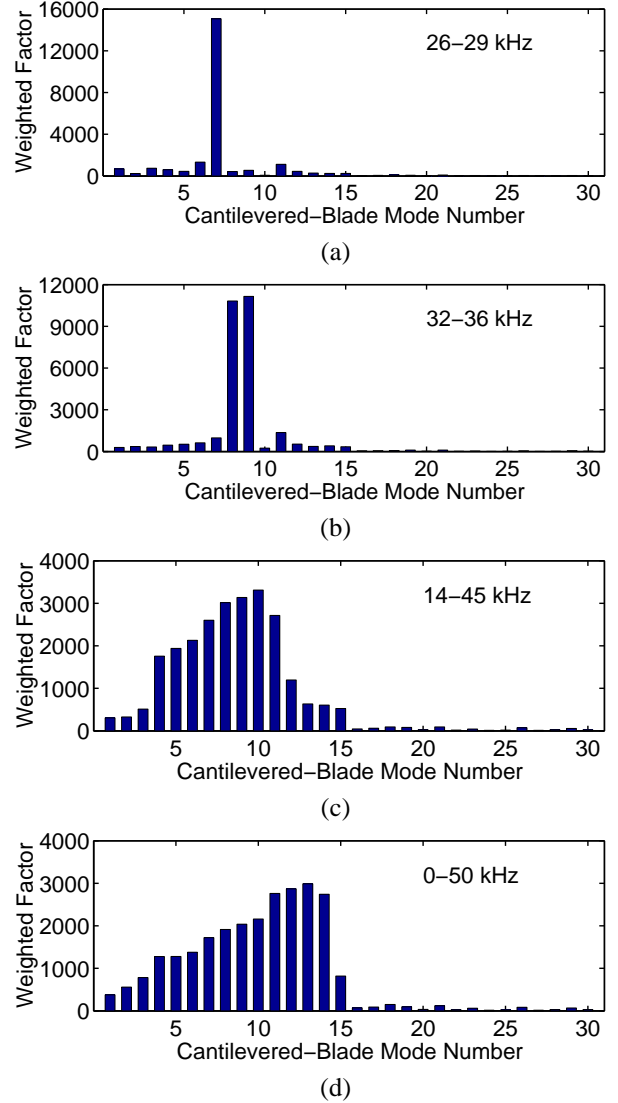 16000
12000
8000
4000
0
Weighted Factor
26–29 kHz
5 10 15 20 25 30
Cantilevered–Blade Mode Number
(a)
12000
9000
6000
3000
0
Weighted Factor
32–36 kHz
5 10 15 20 25 30
Cantilevered–Blade Mode Number
(b)
4000
3000
2000
1000
0
Weighted Factor
14–45 kHz
5 10 15 20 25 30
Cantilevered–Blade Mode Number
(c)
4000
3000
2000
1000
0
Weighted Factor
0–50 kHz
5 10 15 20 25 30
Cantilevered–Blade Mode Number
(d)